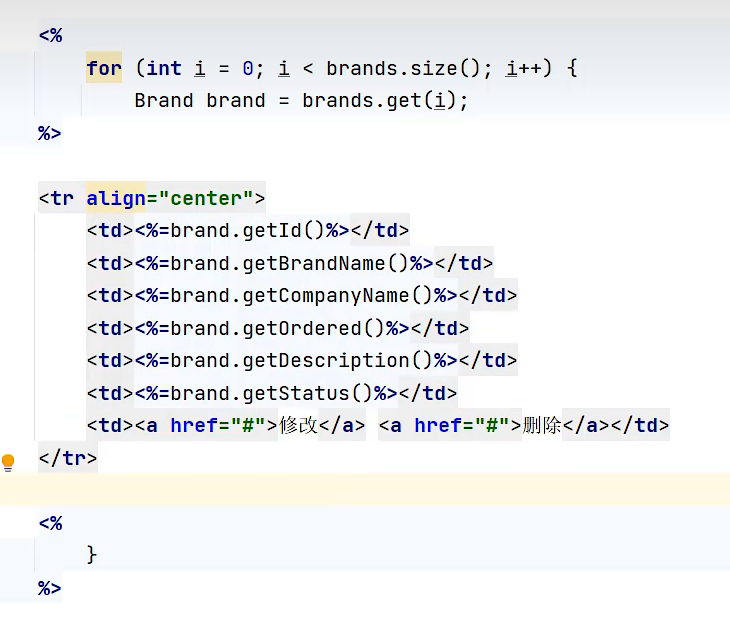 <%
for (int i = 0; i < brands.size(); i++) {
Brand brand = brands.get(i);
%>
<tr align="center">
<td><%=brand.getId()%></td>
<td><%=brand.getBrandName()%></td>
<td><%=brand.getCompanyName()%></td>
<td><%=brand.getOrdered()%></td>
<td><%=brand.getDescription()%></td>
<td><%=brand.getStatus()%></td>
<td><a href="#">修改</a> <a href="#">删除</a></td>
</tr>
<%
}
%>